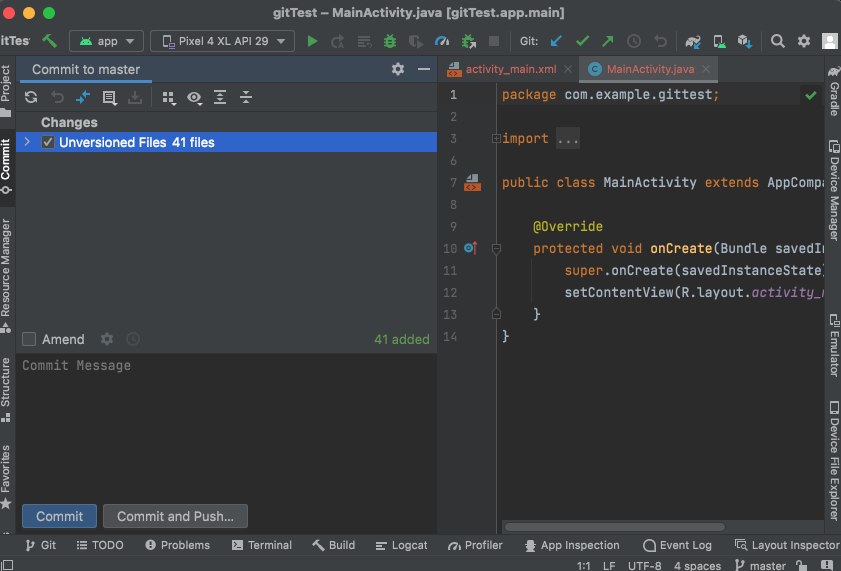 gitTest – MainActivity.java [gitTest.app.main]
itTes
app
Pixel 4 XL API 29
Git:
Commit to master
activity_main.xml
MainActivity.java
Changes
Unversioned Files 41 files
Amend
41 added
Commit Message
Commit
Commit and Push...
1 package com.example.gittest;
2
3 import ...
6
7 public class MainActivity extends AppCompa
8
9 @Override
10 protected void onCreate(Bundle savedIn
11 super.onCreate(savedInstanceState)
12 setContentView(R.layout.activity_
13 }
14 }
Project
Commit
Resource Manager
Structure
Favorites
Gradle
Device Manager
Emulator
Device File Explorer
Git
TODO
Problems
Terminal
Build
Logcat
Profiler
App Inspection
Event Log
Layout Inspector
1:1 LF UTF-8 4 spaces master